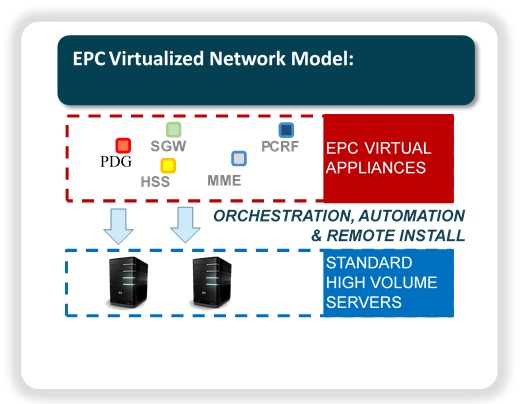 EPC Virtualized Network Model:
SGW
PCRF
PDG
HSS
MME
EPC VIRTUAL
APPLIANCES
ORCHESTRATION, AUTOMATION
& REMOTE INSTALL
STANDARD
HIGH VOLUME
SERVERS